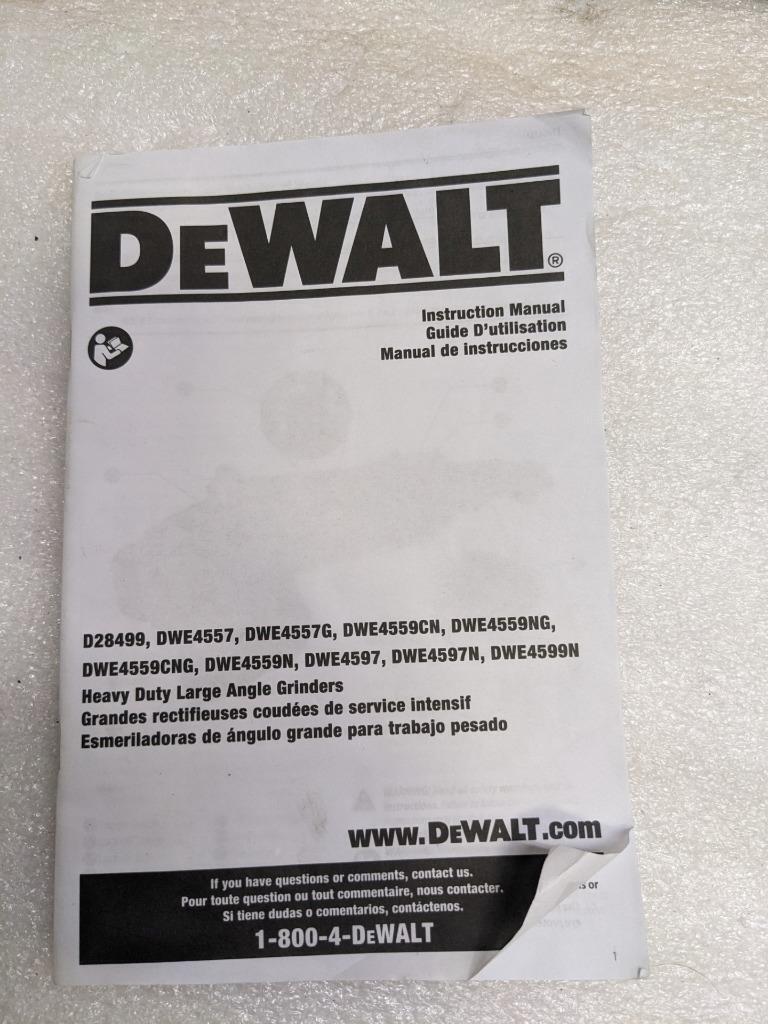 DEWALT®
Instruction Manual
Guide D'utilisation
Manual de instrucciones
D28499, DWE4557, DWE4557G, DWE4559CN, DWE4559NG,
DWE4559CNG, DWE4559N, DWE4597, DWE4597N, DWE4599N
Heavy Duty Large Angle Grinders
Grandes rectifieuses coudées de service intensif
Esmeriladoras de ángulo grande para trabajo pesado
www.DEWALT.com
If you have questions or comments, contact us.
Pour toute question ou tout commentaire, nous contacter.
Si tiene dudas o comentarios, contáctenos.
1-800-4-DEWALT
or
1